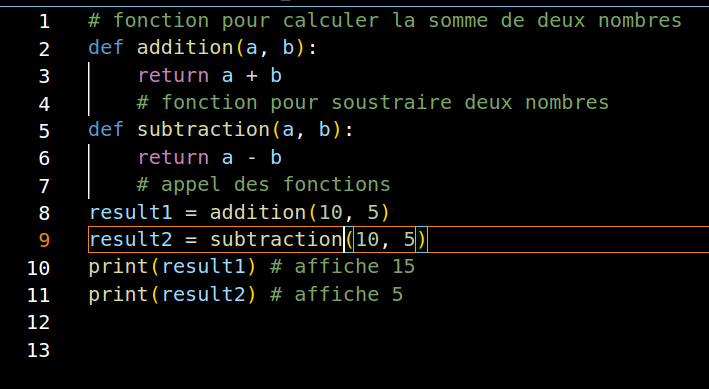 1 # fonction pour calculer la somme de deux nombres
2 def addition(a, b):
3     return a + b
4     # fonction pour soustraire deux nombres
5 def subtraction(a, b):
6     return a - b
7     # appel des fonctions
8 result1 = addition(10, 5)
9 result2 = subtraction(10, 5)
10 print(result1) # affiche 15
11 print(result2) # affiche 5
12
13